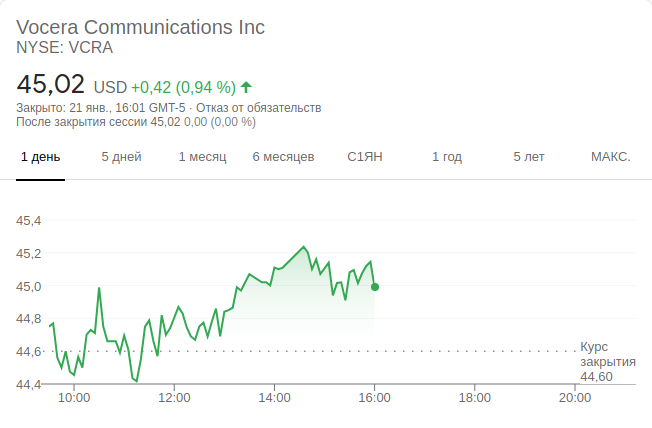 Vocera Communications Inc
NYSE: VCRA
45,02 USD +0,42 (0,94 %)
Закрыто: 21 янв., 16:01 GMT-5 · Отказ от обязательств
После закрытия сессии 45,02 0,00 (0,00 %)
1 день 5 дней 1 месяц 6 месяцев С1ЯН 1 год 5 лет МАКС.
45,4
45,2
45,0
44,8
44,6
44,4
Курс
закрытия
44,60
10:00 12:00 14:00 16:00 18:00 20:00